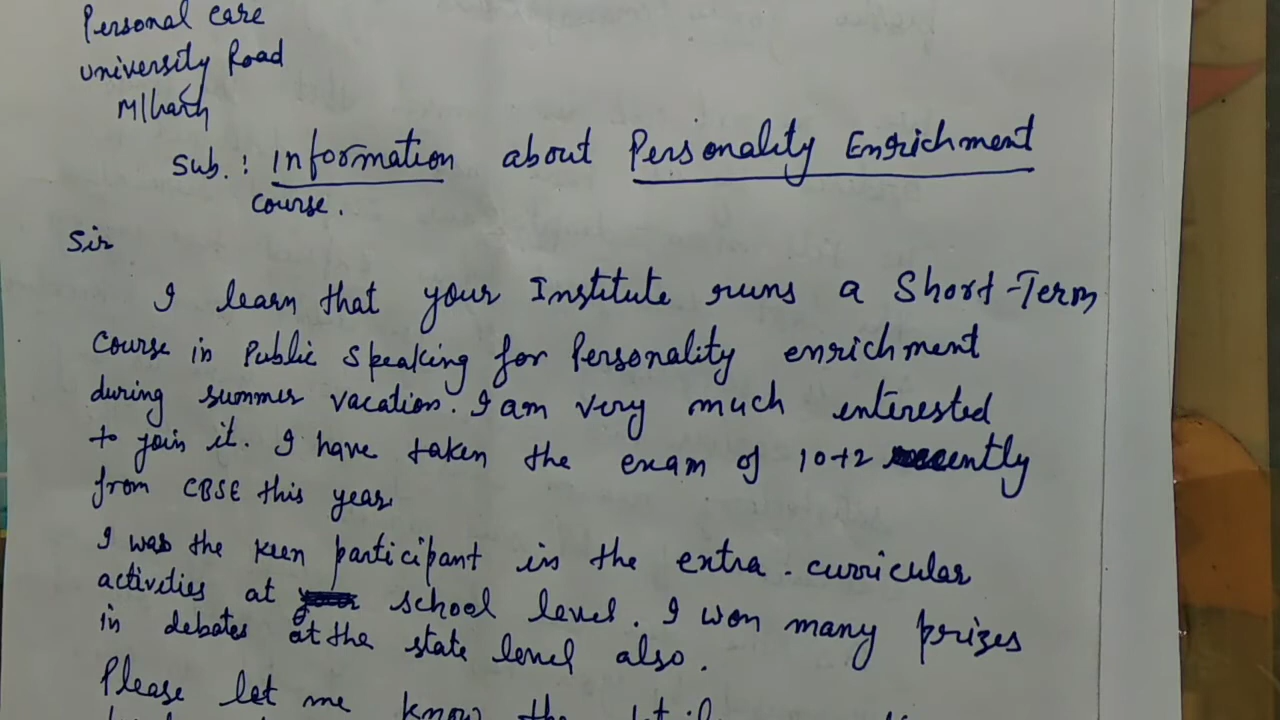 Personal care
University Road
Sub. : Information about Personality Enrichment
course.
Sir
I learn that your Institute runs a Short-Term
Course in Public Speaking for Personality enrichment
during summer vacation. I am very much interested
to join it. I have taken the exam of 10+2 recently
from CBSE this year
I was the keen participant in the extra-curricular
activities at school level. I won many prizes
in debates at the state level also.
Please let me know the